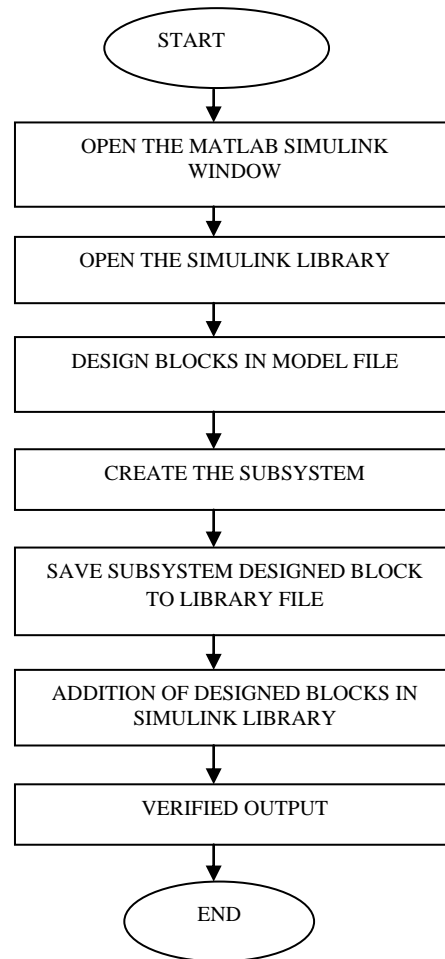 START
OPEN THE MATLAB SIMULINK
WINDOW
OPEN THE SIMULINK LIBRARY
DESIGN BLOCKS IN MODEL FILE
CREATE THE SUBSYSTEM
SAVE SUBSYSTEM DESIGNED BLOCK
TO LIBRARY FILE
ADDITION OF DESIGNED BLOCKS IN
SIMULINK LIBRARY
VERIFIED OUTPUT
END